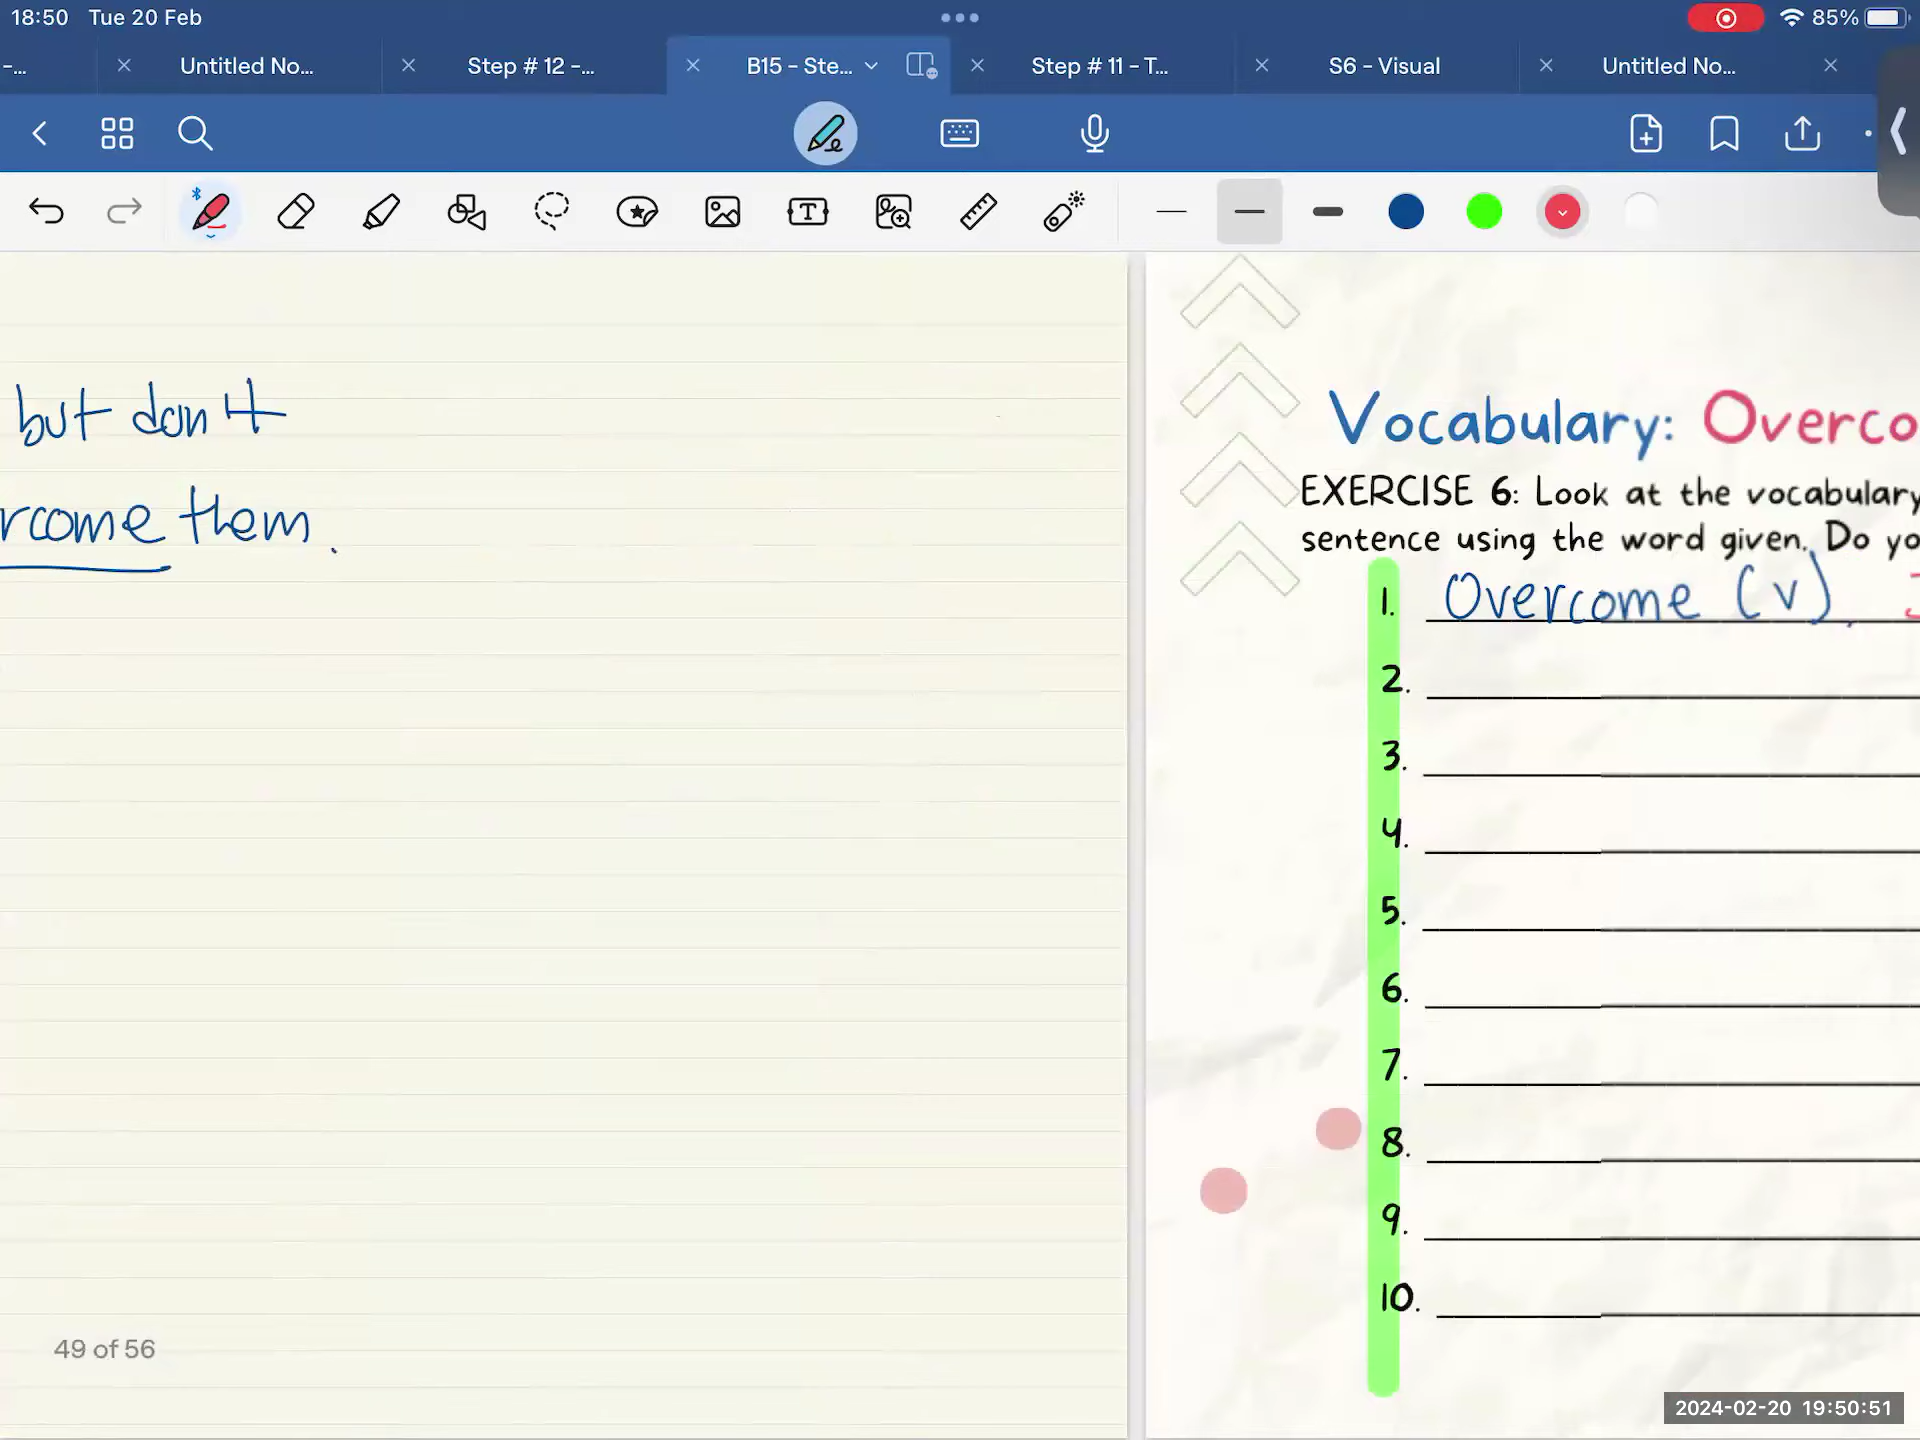 18:50 Tue 20 Feb
85%
-...
Untitled No...
Step # 12 -...
B15 - Ste...
Step # 11 - T...
S6 - Visual
Untitled No...
but don't
rcome them.
49 of 56
Vocabulary: Overco
EXERCISE 6: Look at the vocabulary
sentence using the word given. Do yo
1. Overcome (v).
2.
3.
4.
5.
6.
7.
8.
9.
10.
2024-02-20 19:50:51